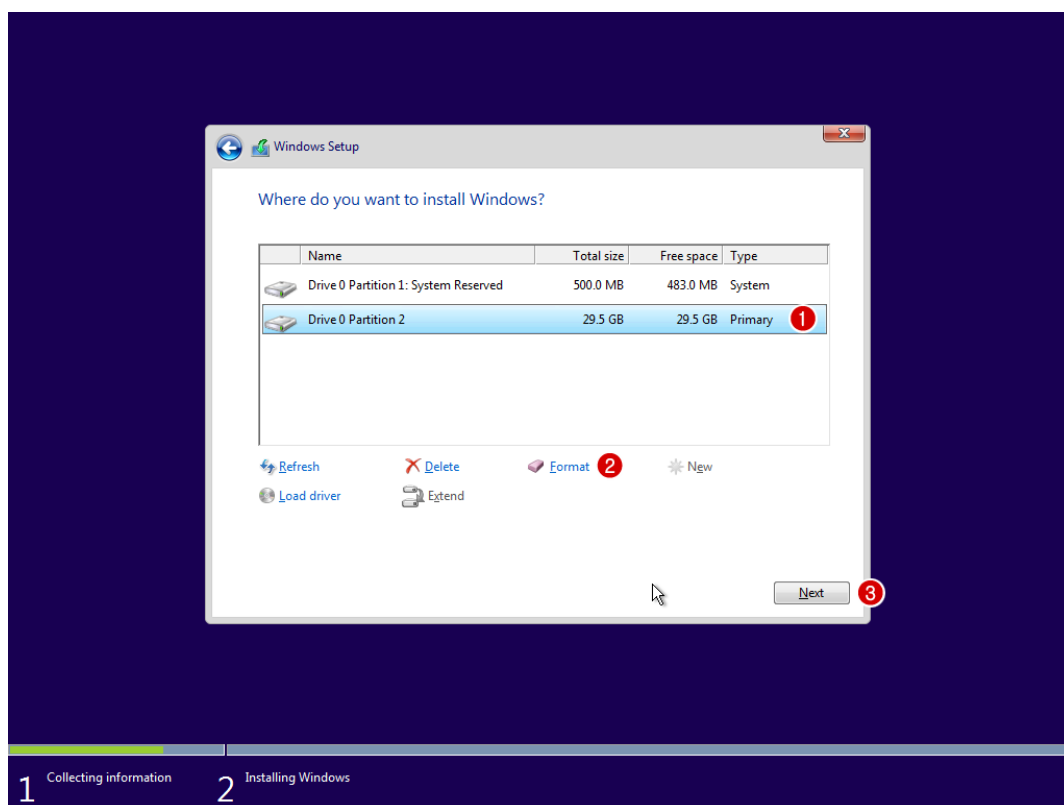 Windows Setup
Where do you want to install Windows?
Name Total size Free space Type
Drive 0 Partition 1: System Reserved 500.0 MB 483.0 MB System
Drive 0 Partition 2 29.5 GB 29.5 GB Primary 1
Refresh Delete Format 2 New
Load driver Extend
Next 3
1 Collecting information 2 Installing Windows